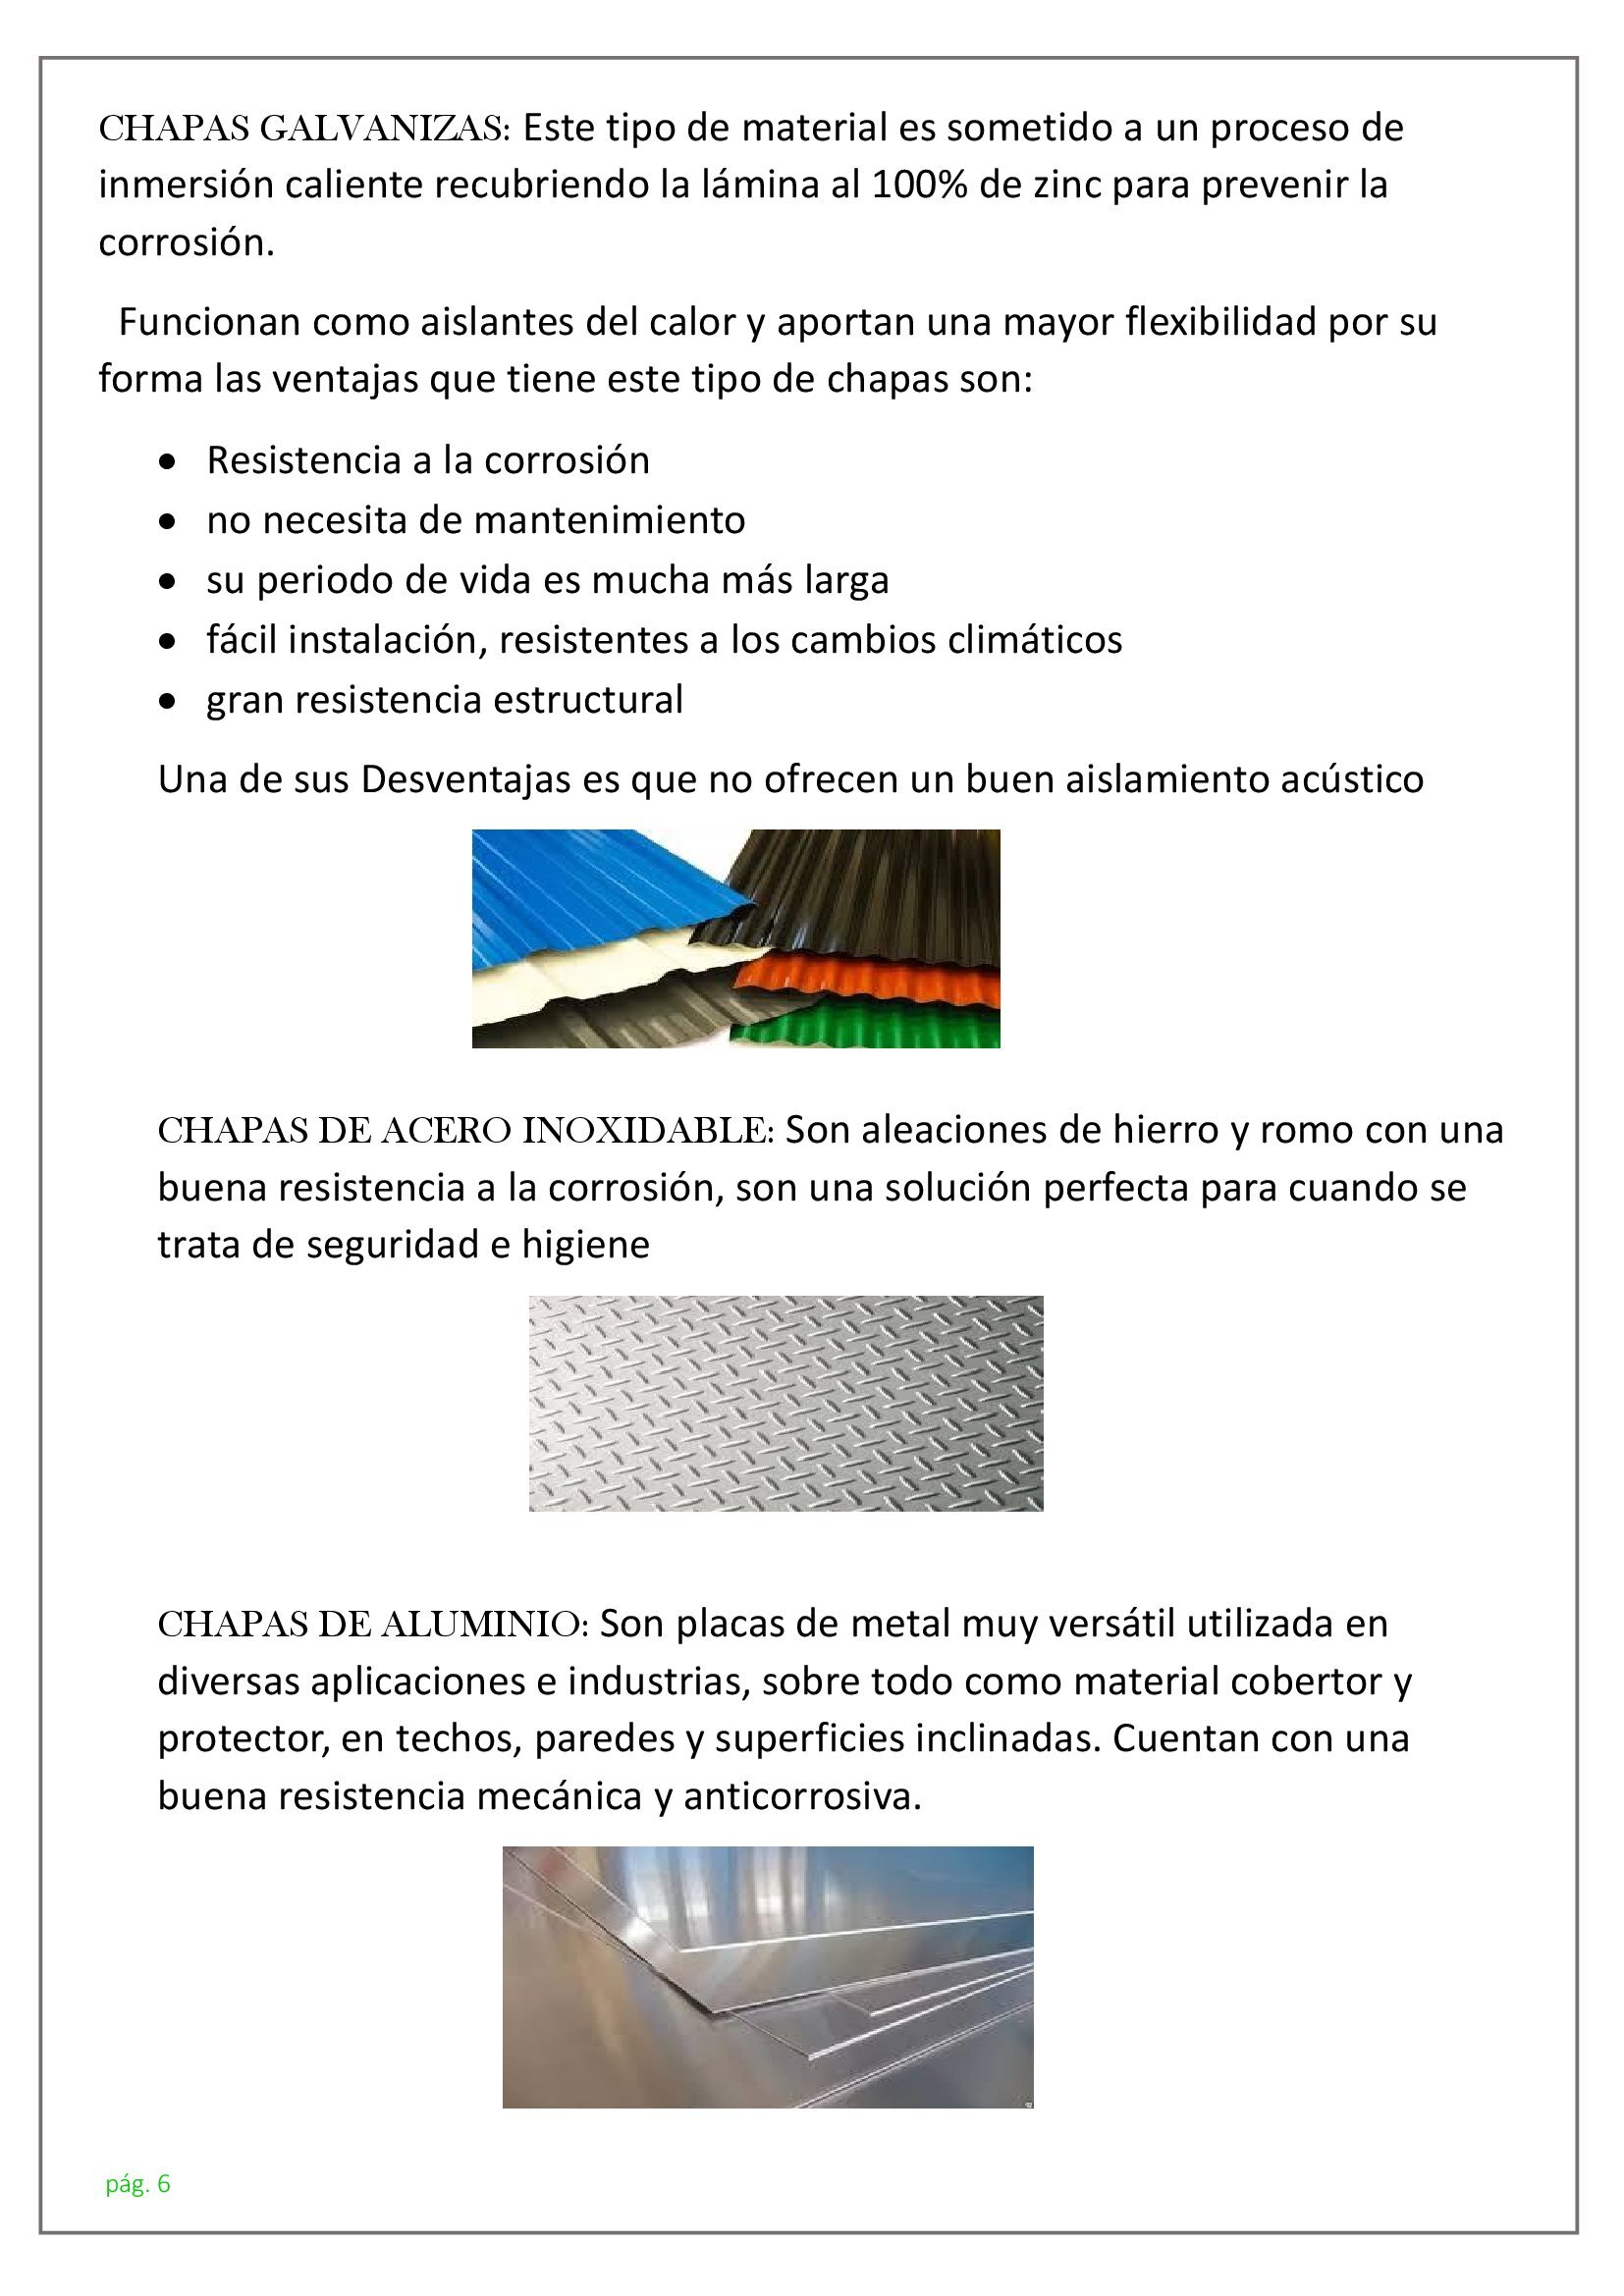 CHAPAS GALVANIZAS: Este tipo de material es sometido a un proceso de
inmersión caliente recubriendo la lámina al 100% de zinc para prevenir la
corrosión.
Funcionan como aislantes del calor y aportan una mayor flexibilidad por su
forma las ventajas que tiene este tipo de chapas son:
• Resistencia a la corrosión
• no necesita de mantenimiento
• su periodo de vida es mucha más larga
• fácil instalación, resistentes a los cambios climáticos
• gran resistencia estructural
Una de sus Desventajas es que no ofrecen un buen aislamiento acústico
CHAPAS DE ACERO INOXIDABLE: Son aleaciones de hierro y romo con una
buena resistencia a la corrosión, son una solución perfecta para cuando se
trata de seguridad e higiene
CHAPAS DE ALUMINIO: Son placas de metal muy versátil utilizada en
diversas aplicaciones e industrias, sobre todo como material cobertor y
protector, en techos, paredes y superficies inclinadas. Cuentan con una
buena resistencia mecánica y anticorrosiva.
pág. 6